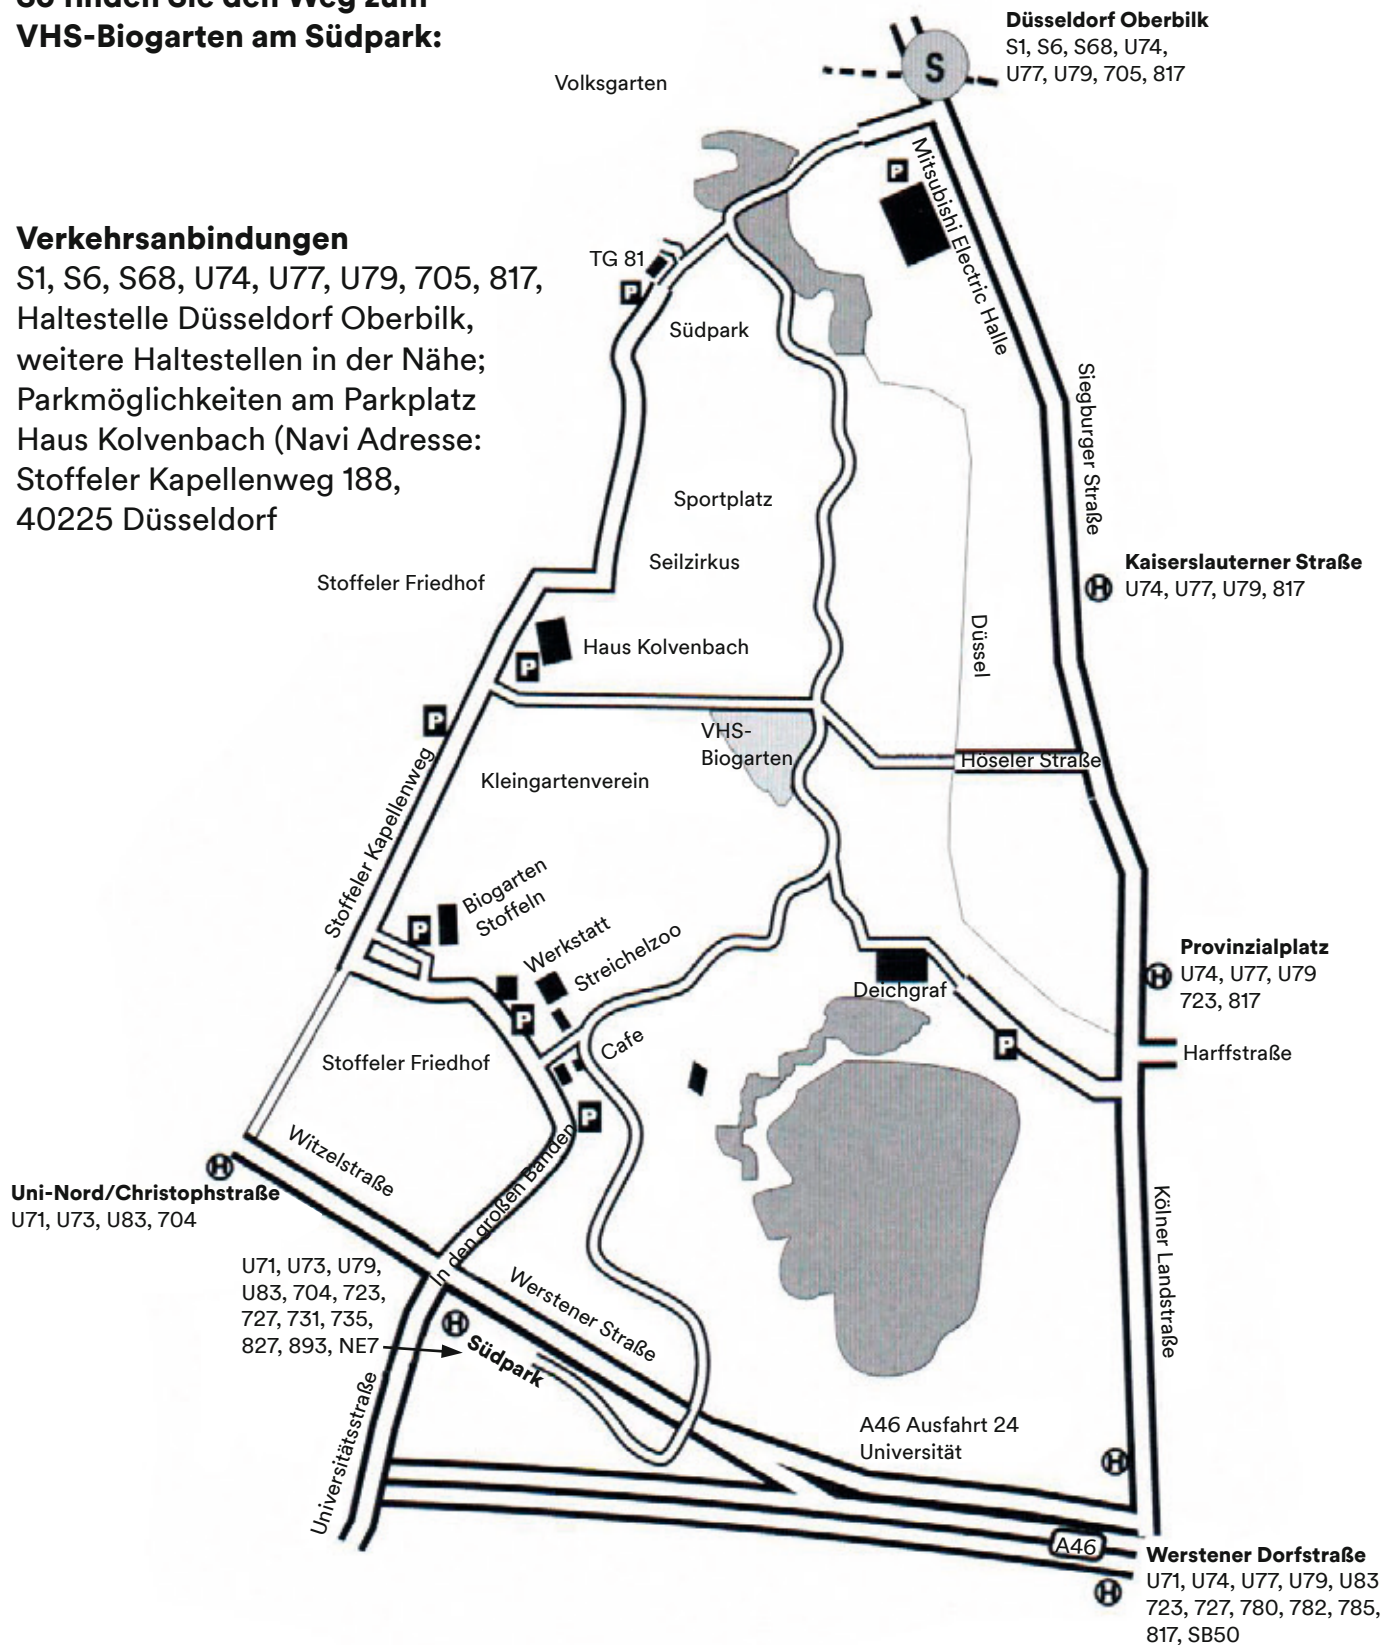 So finden Sie den Weg zum
VHS-Biogarten am Südpark:
Düsseldorf Oberbilk
S1, S6, S68, U74,
U77, U79, 705, 817
S
Volksgarten
P
Mitsubishi Electric Halle
Verkehrsanbindungen
S1, S6, S68, U74, U77, U79, 705, 817,
Haltestelle Düsseldorf Oberbilk,
weitere Haltestellen in der Nähe;
Parkmöglichkeiten am Parkplatz
Haus Kolvenbach (Navi Adresse:
Stoffeler Kapellenweg 188,
40225 Düsseldorf
TG 81
P
Südpark
Siegburger Straße
Sportplatz
Seilzirkus
Stoffeler Friedhof
H
Kaiserslauterner Straße
U74, U77, U79, 817
Düssel
Haus Kolvenbach
P
P
VHS-
Biogarten
Höseler Straße
Kleingartenverein
Stoffeler Kapellenweg
P
Biogarten
Stoffeln
Werkstatt
Streichelzoo
P
Deichgraf
H
Provinzialplatz
U74, U77, U79
723, 817
P
Harffstraße
Cafe
Stoffeler Friedhof
P
Witzelstraße
H
Uni-Nord/Christophstraße
U71, U73, U83, 704
In den großen Banden
Kölner Landstraße
U71, U73, U79,
U83, 704, 723,
727, 731, 735,
827, 893, NE7
H
Südpark
Werstener Straße
Universitätsstraße
A46 Ausfahrt 24
Universität
H
A46
H
Werstener Dorfstraße
U71, U74, U77, U79, U83
723, 727, 780, 782, 785,
817, SB50